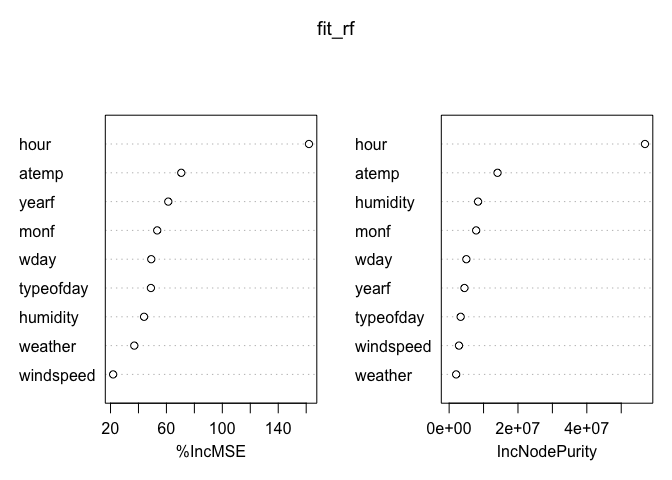 fit_rf
hour
atemp
yearf
monf
wday
typeofday
humidity
weather
windspeed
20 60 100 140
%IncMSE
hour
atemp
humidity
monf
wday
yearf
typeofday
windspeed
weather
0e+00 2e+07 4e+07
IncNodePurity